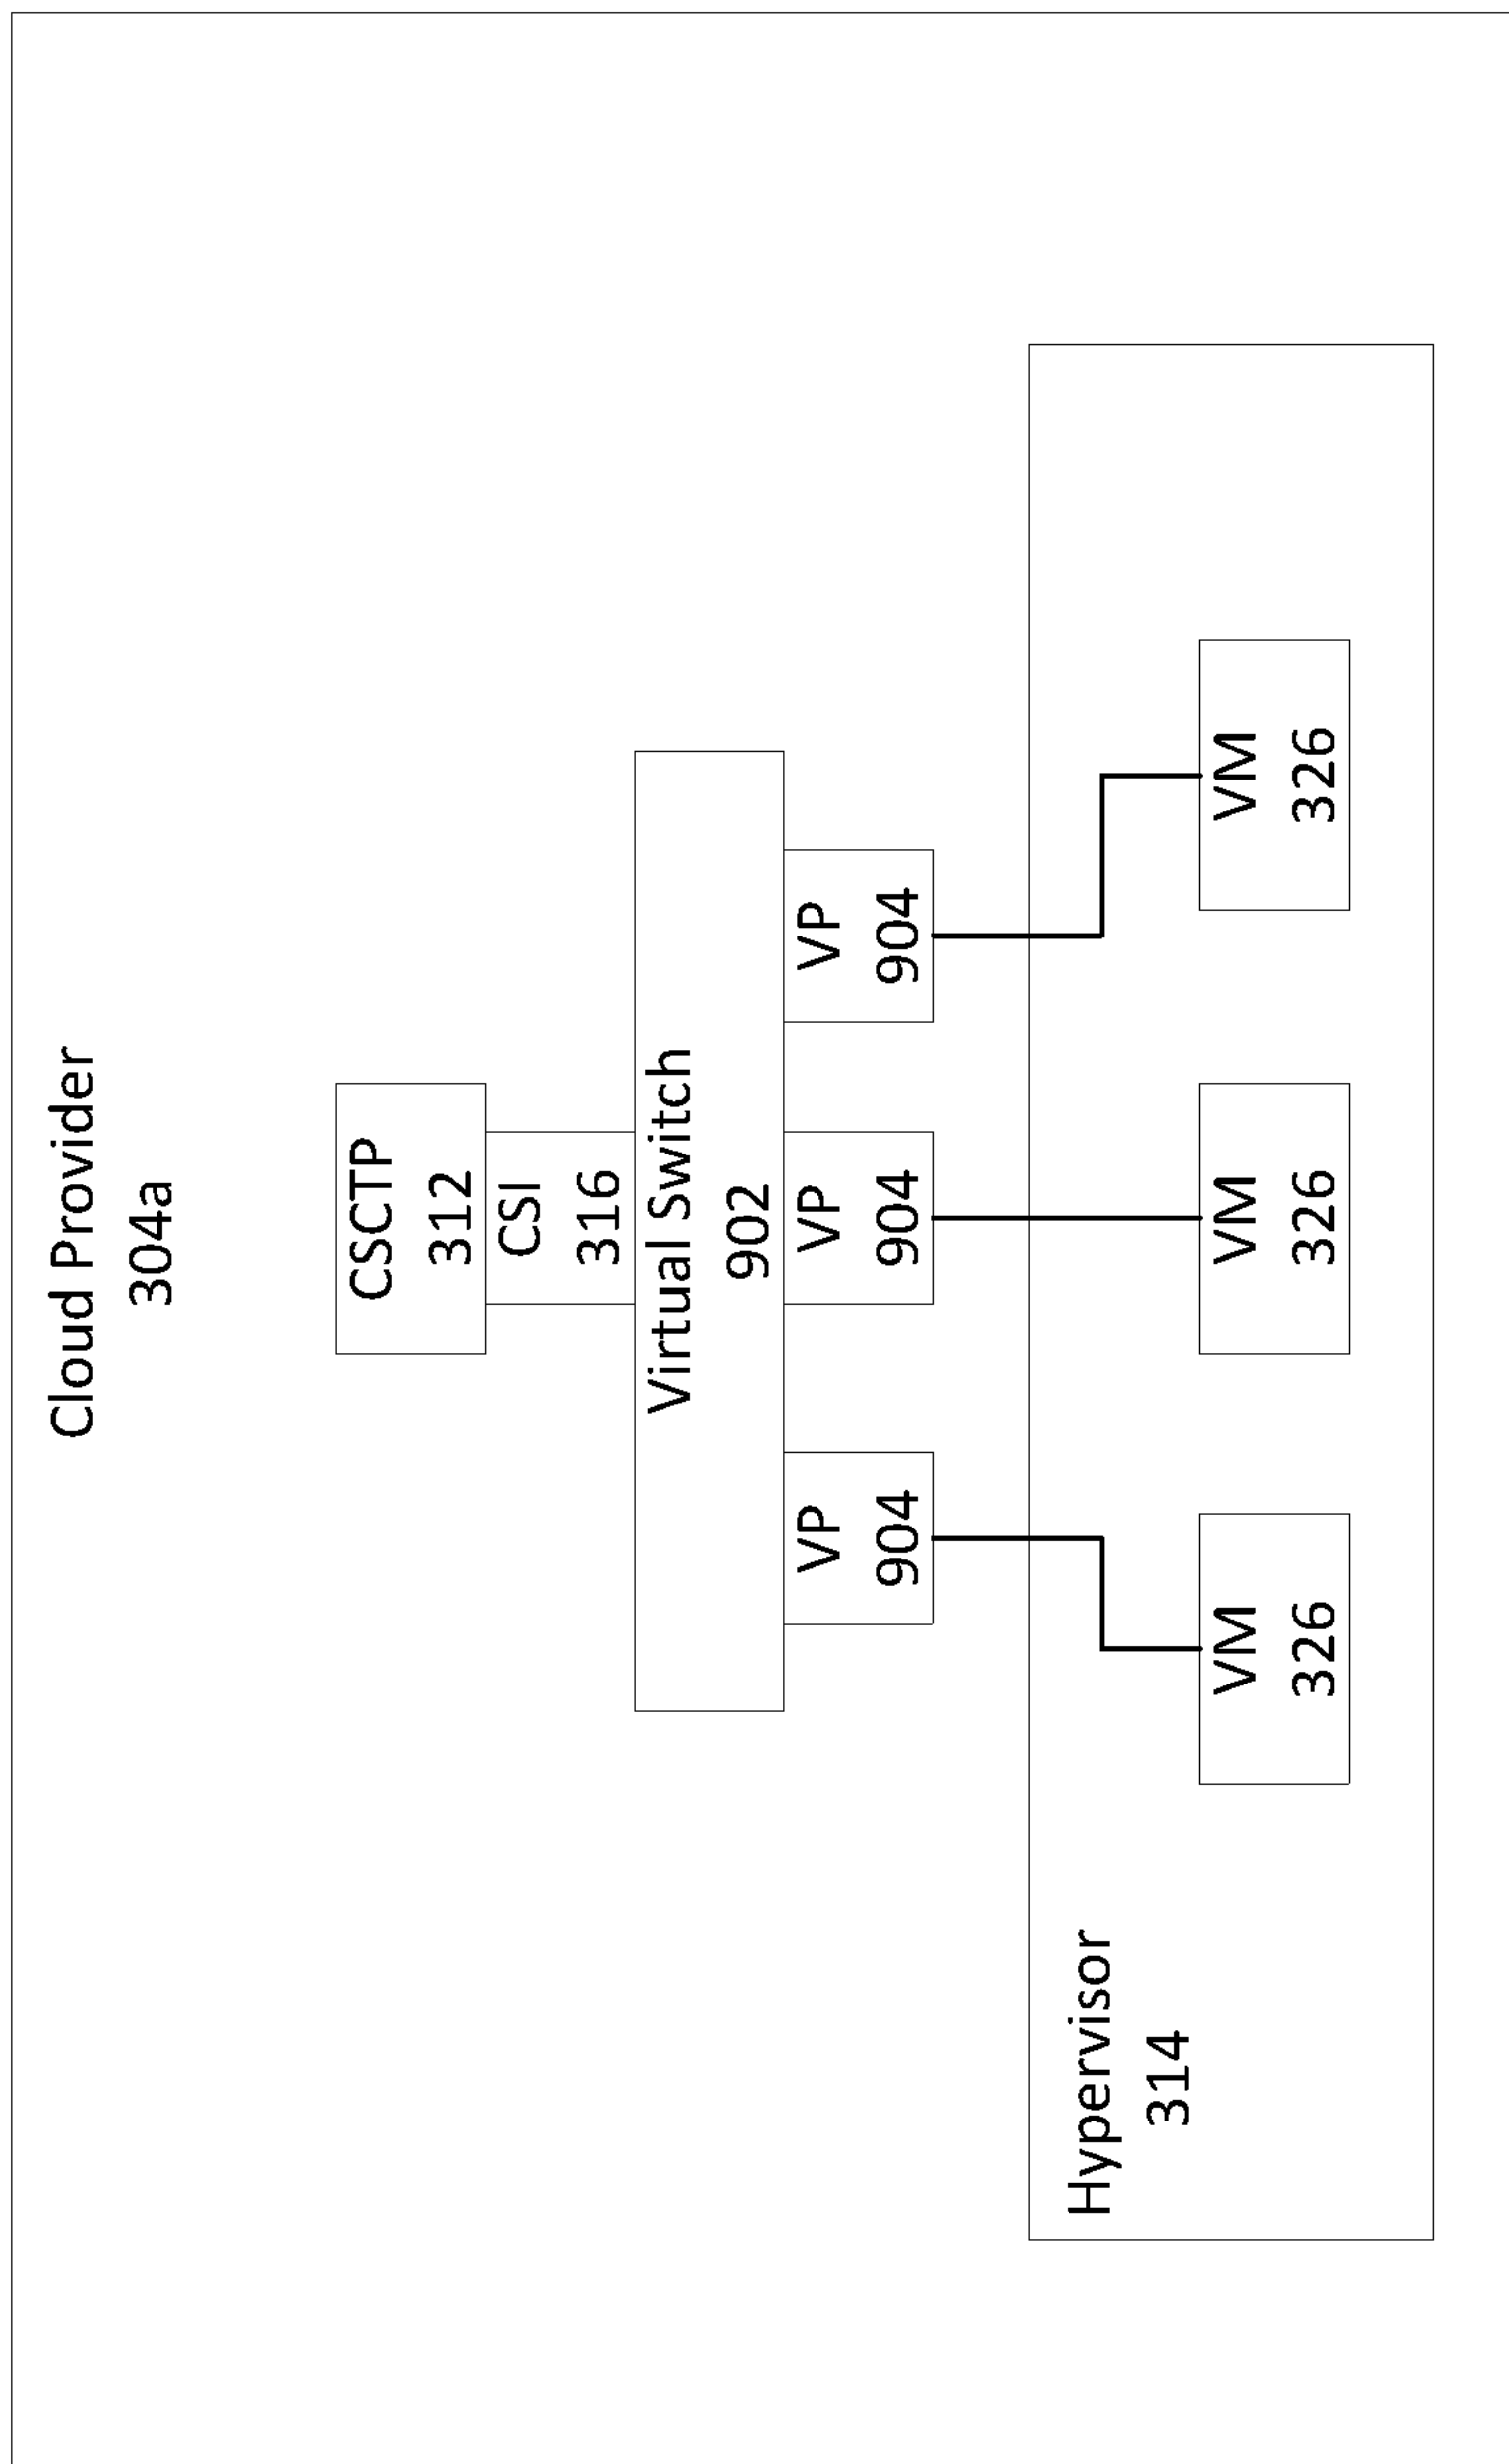 Cloud Provider
304a
CSCTP
312
CSI
316
Virtual Switch
902
VP
904
VP
904
VP
904
Hypervisor
314
VM
326
VM
326
VM
326